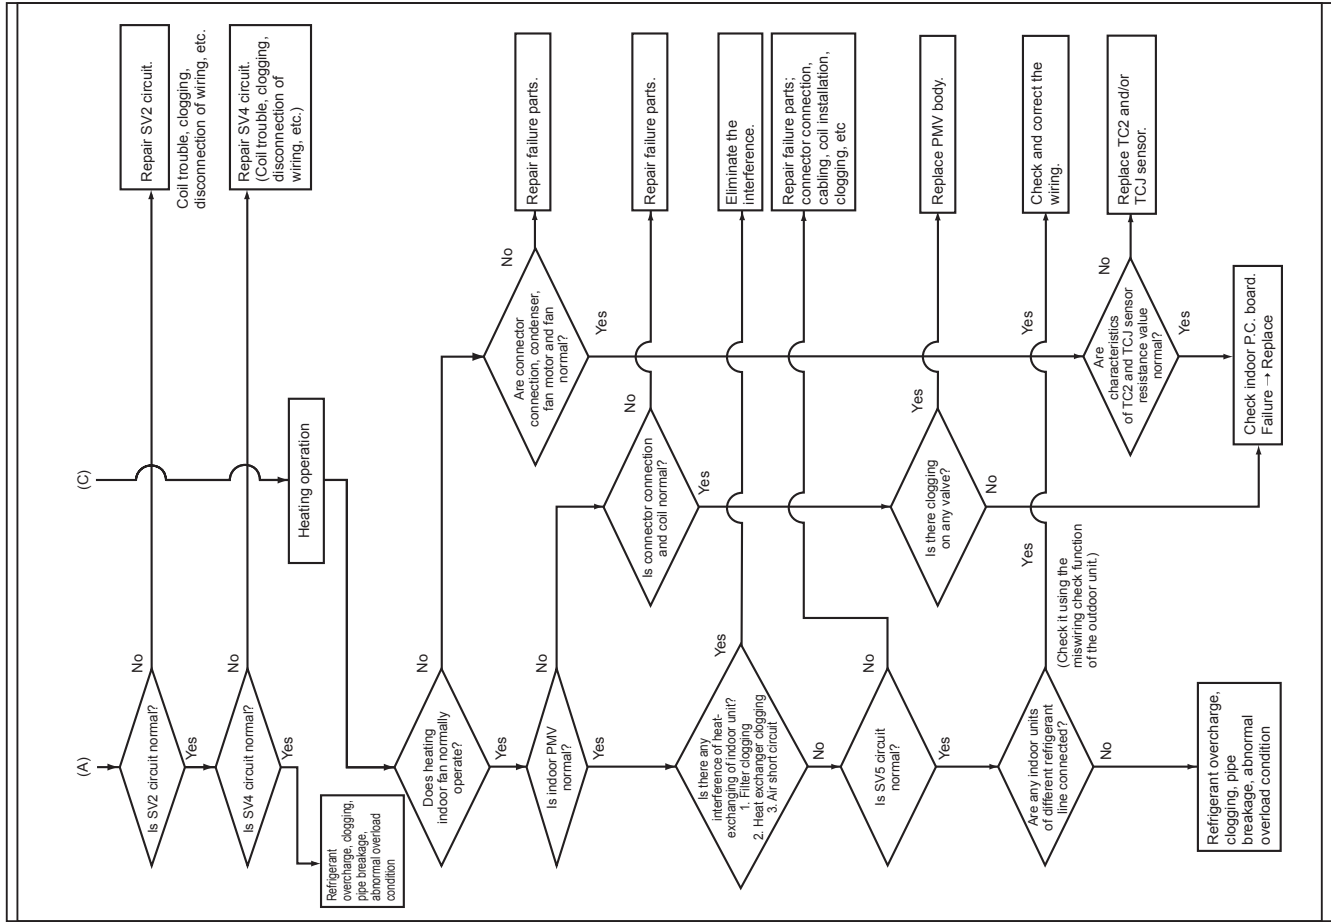 (A)
Is SV2 circuit normal?
No
Repair SV2 circuit.
Coil trouble, clogging,
disconnection of wiring, etc.
Yes
Is SV4 circuit normal?
No
Repair SV4 circuit.
(Coil trouble, clogging,
disconnection of
wiring, etc.)
Yes
Refrigerant
overcharge, clogging,
pipe breakage,
abnormal overload
condition
(C)
Heating operation
Does heating
indoor fan normally
operate?
No
Are connector
connection, condenser,
fan motor and fan
normal?
No
Repair failure parts.
Yes
Yes
Is indoor PMV
normal?
No
Is connector connection
and coil normal?
No
Repair failure parts.
Yes
Yes
Is there any
interference of heat-
exchanging of indoor unit?
1. Filter clogging
2. Heat exchanger clogging
3. Air short circuit
Yes
Eliminate the
interference.
No
Is SV5 circuit
normal?
No
Repair failure parts;
connector connection,
cabling, coil installation,
clogging, etc
Yes
Is there clogging
on any valve?
Yes
Replace PMV body.
No
Are any indoor units
of different refrigerant
line connected?
Yes
(Check it using the
miswiring check function
of the outdoor unit.)
Check and correct the
wiring.
No
Are
characteristics
of TC2 and TCJ sensor
resistance value
normal?
No
Replace TC2 and/or
TCJ sensor.
Yes
Check indoor P.C. board.
Failure → Replace
Refrigerant overcharge,
clogging, pipe
breakage, abnormal
overload condition